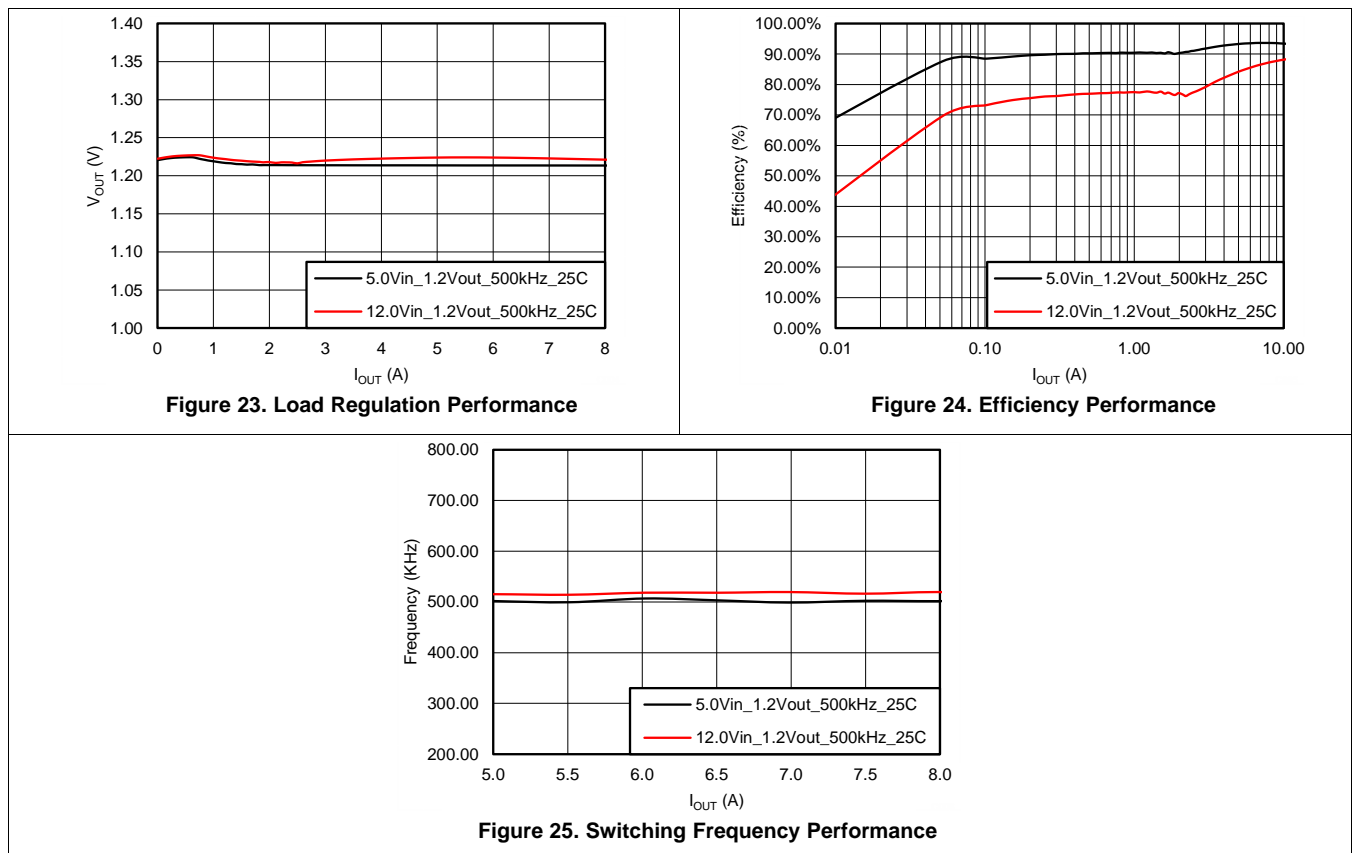 1.40
1.35
1.30
1.25
1.20
1.15
1.10
1.05
1.00
V_OUT (V)
0 1 2 3 4 5 6 7 8
I_OUT (A)
5.0Vin_1.2Vout_500kHz_25C
12.0Vin_1.2Vout_500kHz_25C
Figure 23. Load Regulation Performance
100.00%
90.00%
80.00%
70.00%
60.00%
50.00%
40.00%
30.00%
20.00%
10.00%
0.00%
Efficiency (%)
0.01 0.10 1.00 10.00
I_OUT (A)
5.0Vin_1.2Vout_500kHz_25C
12.0Vin_1.2Vout_500kHz_25C
Figure 24. Efficiency Performance
800.00
700.00
600.00
500.00
400.00
300.00
200.00
Frequency (KHz)
5.0 5.5 6.0 6.5 7.0 7.5 8.0
I_OUT (A)
5.0Vin_1.2Vout_500kHz_25C
12.0Vin_1.2Vout_500kHz_25C
Figure 25. Switching Frequency Performance